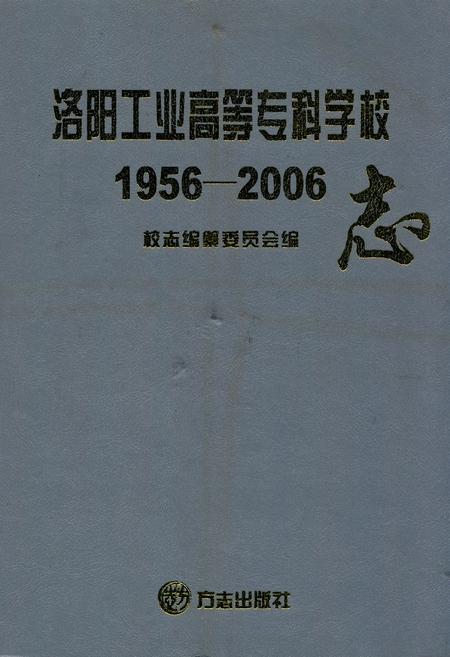 洛阳工业高等专科学校
1956—2006
志
校志编纂委员会编
方志出版社